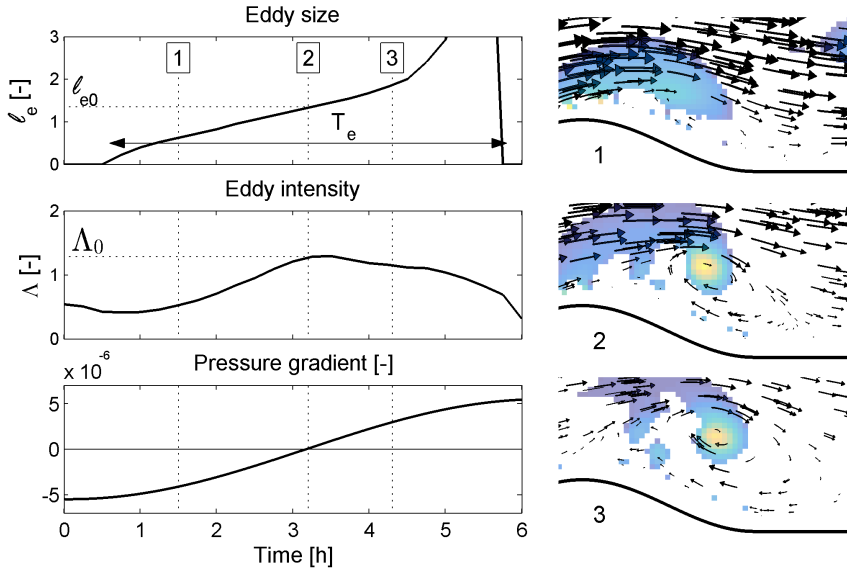 Eddy size
3
2
1
0
ℓe [-]
ℓe0
1
2
3
Te
Eddy intensity
2
1
0
Λ [-]
Λ0
Pressure gradient [-]
x 10^-6
5
0
-5
0 1 2 3 4 5 6
Time [h]
1
2
3